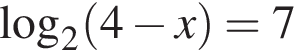 log₂(4 − x) = 7